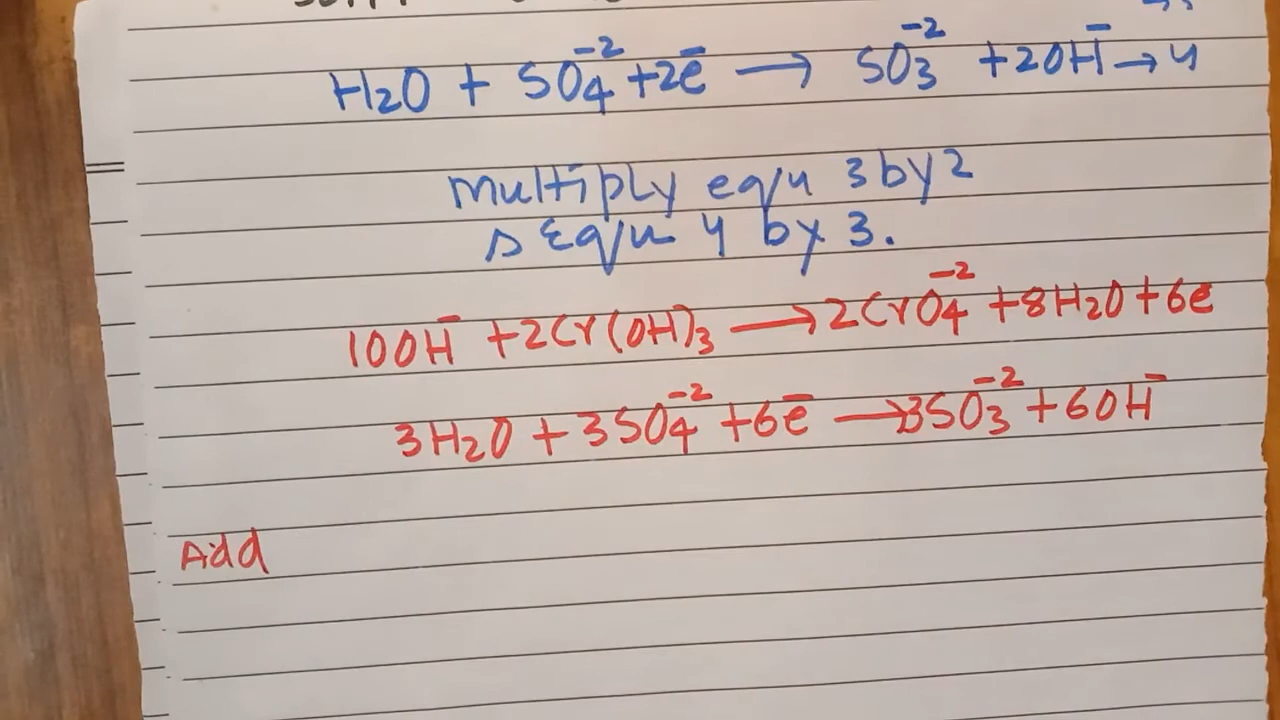 H₂O + SO₄⁻² + 2e⁻ → SO₃⁻² + 2OH⁻ → 4
Multiply equ 3 by 2
s Equ 4 by 3.
10OH⁻ + 2Cr(OH)₃ → 2CrO₄⁻² + 8H₂O + 6e
3H₂O + 3SO₄⁻² + 6e⁻ → 3SO₃⁻² + 6OH⁻
Add